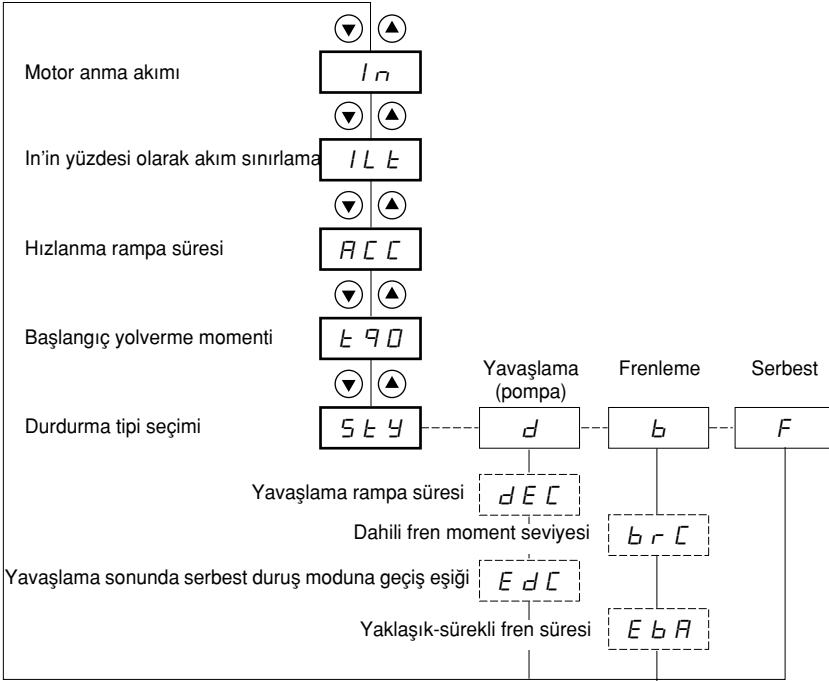 Motor anma akımı
In
In'in yüzdesi olarak akım sınırlama
ILt
Hızlanma rampa süresi
ACC
Başlangıç yolverme momenti
tq0
Yavaşlama
(pompa)
Frenleme
Serbest
Durdurma tipi seçimi
StY
d
b
F
Yavaşlama rampa süresi
dEC
Dahili fren moment seviyesi
brC
Yavaşlama sonunda serbest duruş moduna geçiş eşiği
EdC
Yaklaşık-sürekli fren süresi
EbA